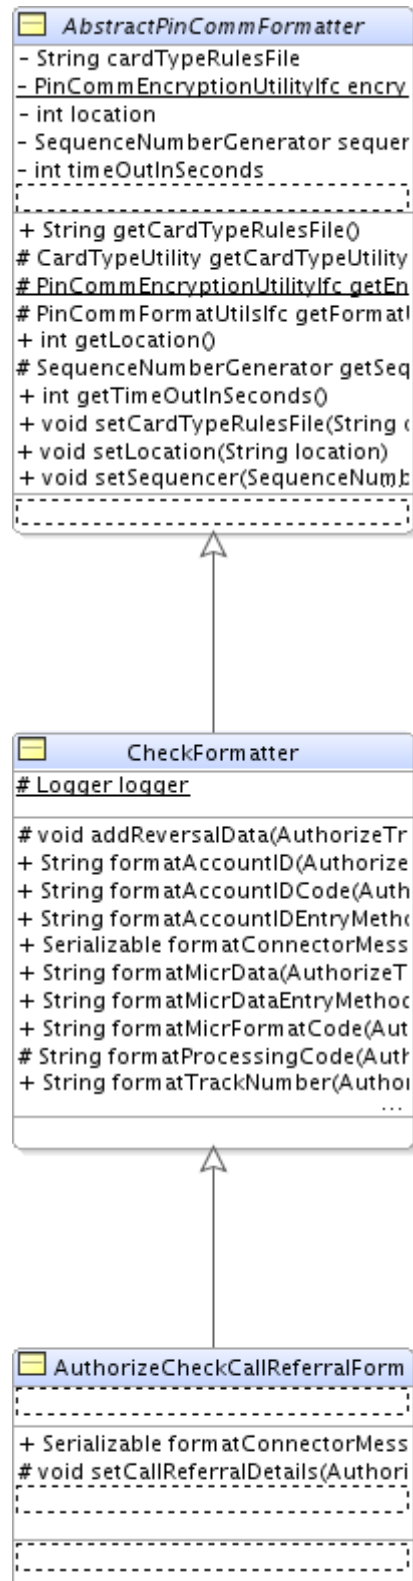 AbstractPinCommFormatter
- String cardTypeRulesFile
- PinCommEncryptionUtilityIfc encry
- int location
- SequenceNumberGenerator sequer
- int timeOutInSeconds
+ String getCardTypeRulesFile()
# CardTypeUtility getCardTypeUtility
# PinCommEncryptionUtilityIfc getEn
# PinCommFormatUtilsIfc getFormat
+ int getLocation()
# SequenceNumberGenerator getSeq
+ int getTimeOutInSeconds()
+ void setCardTypeRulesFile(String
+ void setLocation(String location)
+ void setSequencer(SequenceNum
CheckFormatter
# Logger logger
# void addReversalData(AuthorizeTr
+ String formatAccountID(Authorize
+ String formatAccountIDCode(Auth
+ String formatAccountIDEntryMetho
+ Serializable formatConnectorMess
+ String formatMicrData(AuthorizeT
+ String formatMicrDataEntryMethod
+ String formatMicrFormatCode(Aut
# String formatProcessingCode(Auth
+ String formatTrackNumber(Author
...
AuthorizeCheckCallReferralForm
+ Serializable formatConnectorMess
# void setCallReferralDetails(Authori